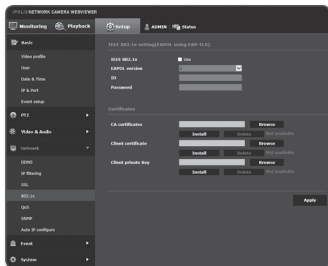 iPOLiS NETWORK CAMERA WEBVIEWER
Monitoring Playback Setup ADMIN Status
Basic
Video profile
User
Date & Time
IP & Port
Event setup
PTZ
Video & Audio
Network
DDNS
IP filtering
SSL
802.1x
QoS
SNMP
Auto IP configure
Event
System
IEEE 802.1x setting(EAPOL using EAP-TLS)
IEEE 802.1x Use
EAPOL version
ID
Password
Certificates
CA certificates Browse
Install Delete Not available
Client certificate Browse
Install Delete Not available
Client private Key Browse
Install Delete Not available
Apply